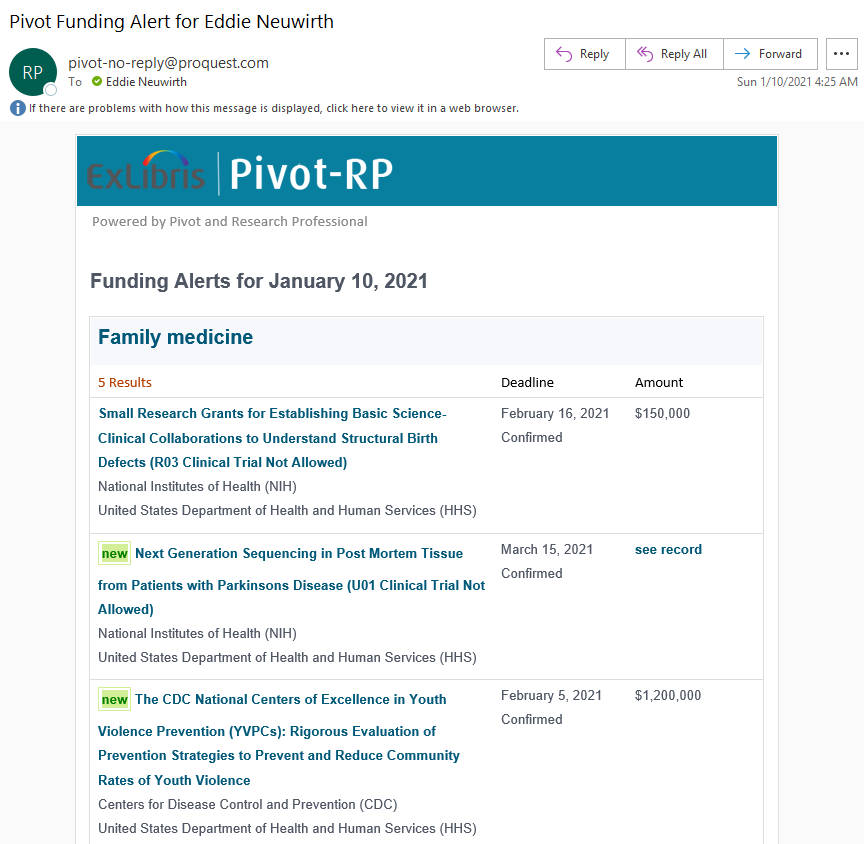 Pivot Funding Alert for Eddie Neuwirth
RP
pivot-no-reply@proquest.com
To Eddie Neuwirth
Reply
Reply All
Forward
Sun 1/10/2021 4:25 AM
If there are problems with how this message is displayed, click here to view it in a web browser.
ExLibris | Pivot-RP
Powered by Pivot and Research Professional
Funding Alerts for January 10, 2021
Family medicine
5 Results Deadline Amount
Small Research Grants for Establishing Basic Science- February 16, 2021 $150,000
Clinical Collaborations to Understand Structural Birth Confirmed
Defects (R03 Clinical Trial Not Allowed)
National Institutes of Health (NIH)
United States Department of Health and Human Services (HHS)
new Next Generation Sequencing in Post Mortem Tissue March 15, 2021 see record
from Patients with Parkinsons Disease (U01 Clinical Trial Not Confirmed
Allowed)
National Institutes of Health (NIH)
United States Department of Health and Human Services (HHS)
new The CDC National Centers of Excellence in Youth February 5, 2021 $1,200,000
Violence Prevention (YVPCs): Rigorous Evaluation of Confirmed
Prevention Strategies to Prevent and Reduce Community
Rates of Youth Violence
Centers for Disease Control and Prevention (CDC)
United States Department of Health and Human Services (HHS)